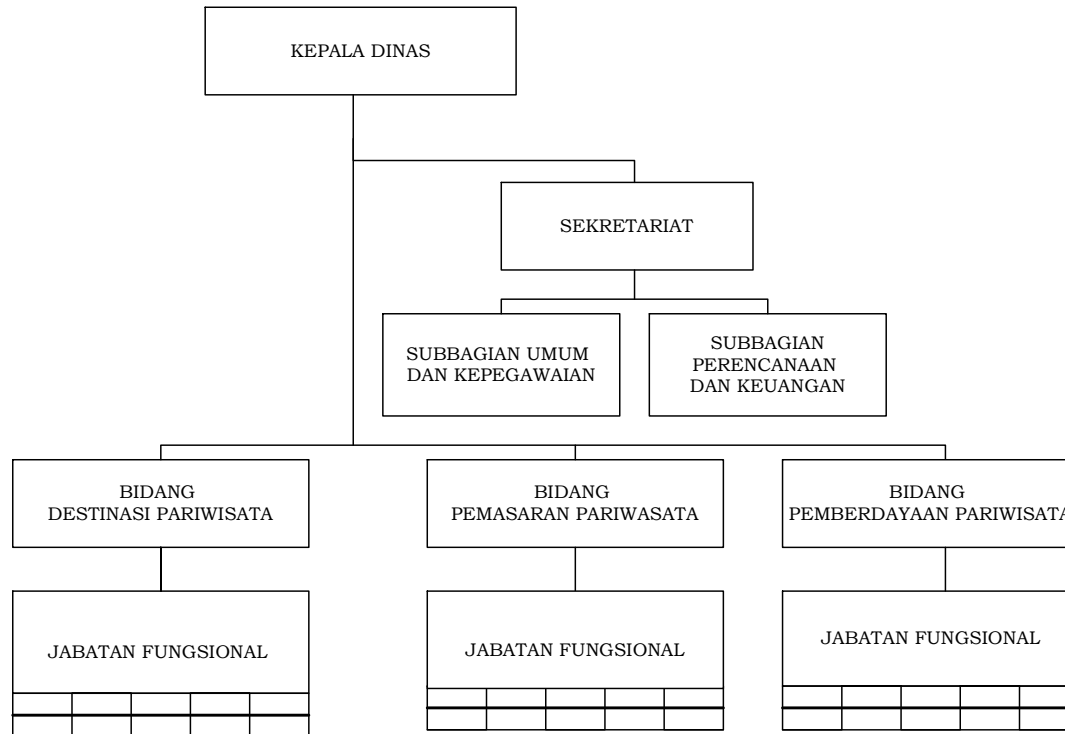 KEPALA DINAS
SEKRETARIAT
SUBBAGIAN UMUM
DAN KEPEGAWAIAN
SUBBAGIAN
PERENCANAAN
DAN KEUANGAN
BIDANG
DESTINASI PARIWISATA
BIDANG
PEMASARAN PARIWASATA
BIDANG
PEMBERDAYAAN PARIWISATA
JABATAN FUNGSIONAL
JABATAN FUNGSIONAL
JABATAN FUNGSIONAL